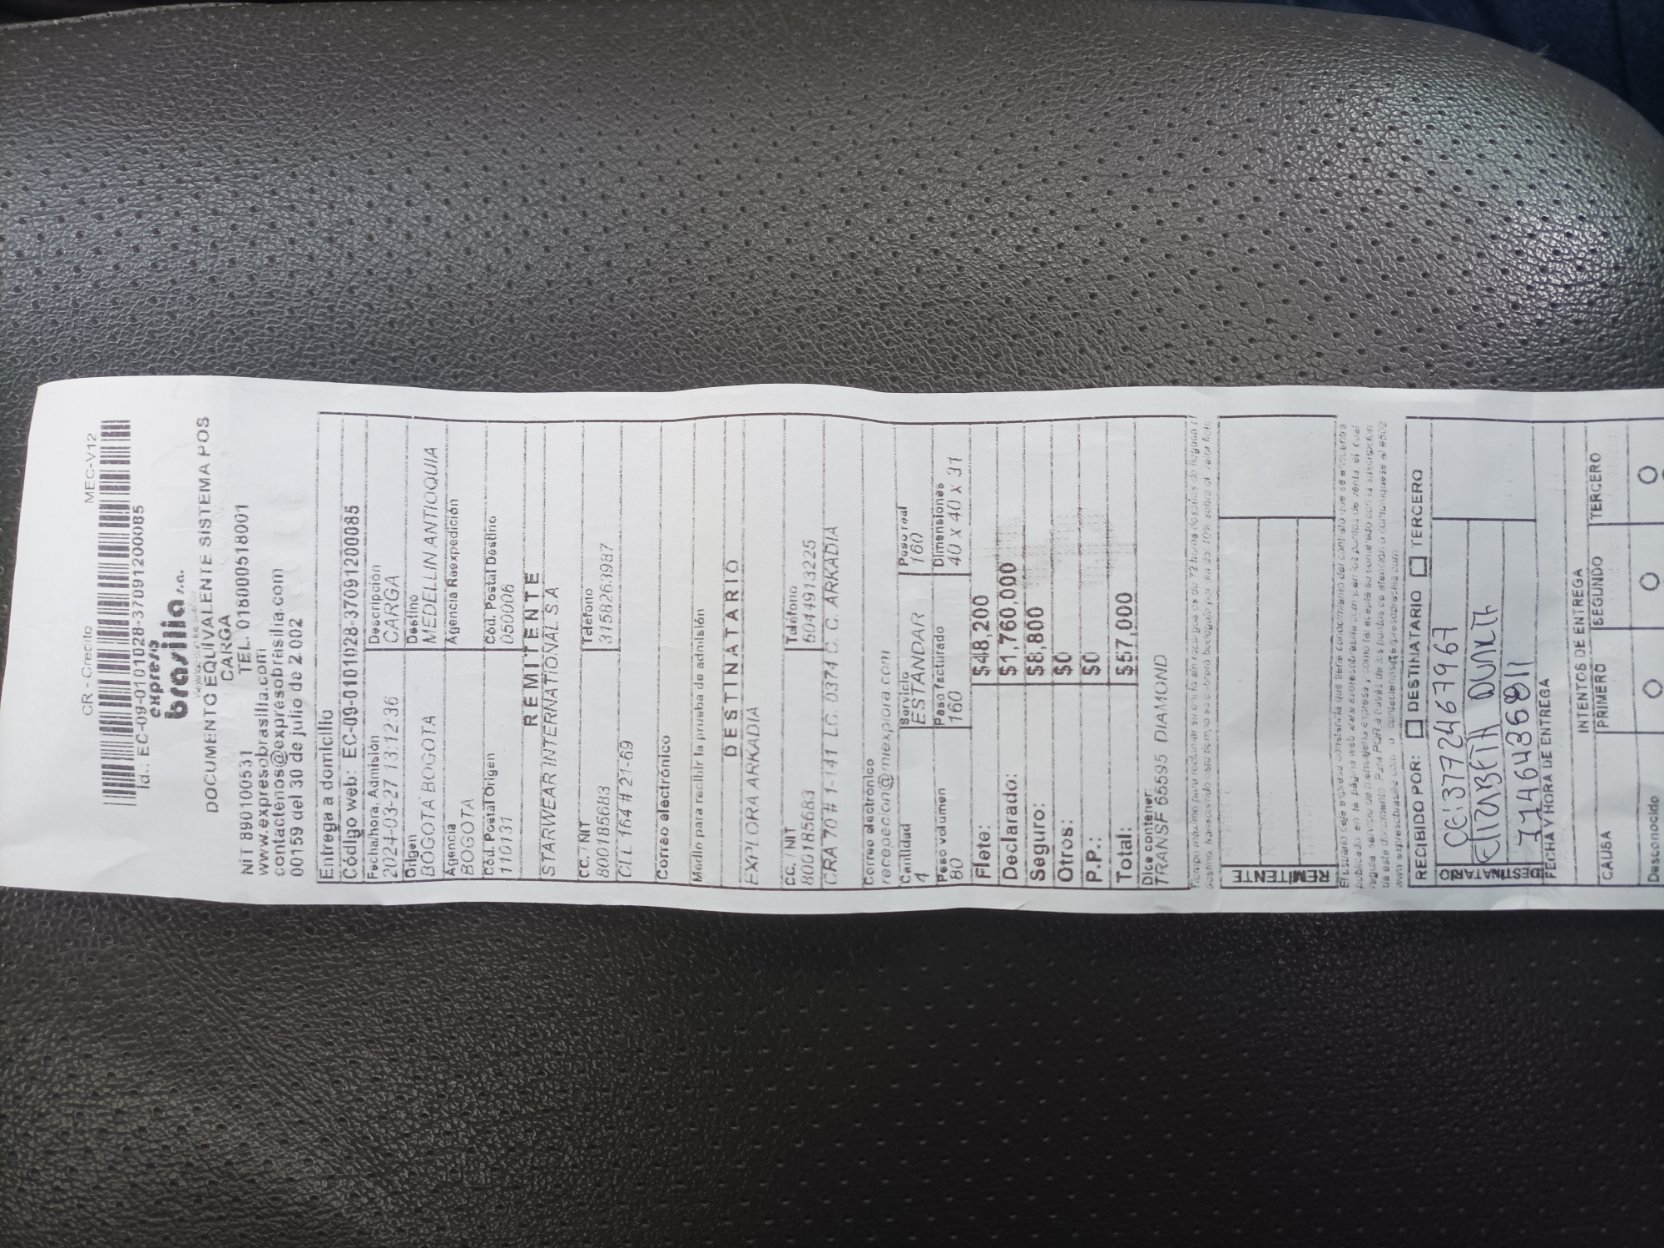 CR - Credito MEC-V12
Id.: EC-09-0101028-3709120008​5
expreso
brasilia s.a.
DOCUMENTO EQUIVALENTE SISTEMA POS
CARGA
NIT 890100531 TEL. 018000518001
www.expresobrasilia.com
contactenos@expresobrasilia.com
00159 del 30 de julio de 2.002
Entrega a domicilio
Código web: EC-09-0101028-37091200085
Fecha/hora. Admisión Descripción
2024-03-27 13:12:36 CARGA
Origen Destino
BOGOTA BOGOTA MEDELLIN ANTIOQUIA
Agencia Agencia Reexpedición
BOGOTA
Cód. Postal Origen Cód. Postal Destino
110131 050006
REMITENTE
STARWEAR INTERNATIONAL SA
CC. / NIT Teléfono
800185683 3158263987
CLL 164 # 21-69
Correo electrónico
Medio para recibir la prueba de admisión
DESTINATARIO
EXPLORA ARKADIA
CC. / NIT Teléfono
800185683 6044913225
CRA 70 # 1-141 LC. 0374 C. C. ARKADIA
Correo electrónico
recepcion@miexplora.com
Cantidad Servicio Peso real
4 ESTANDAR 160
Peso volumen Peso facturado Dimensiones
80 160 40 x 40 x 31
Flete: $48,200
Declarado: $1,760,000
Seguro: $8,800
Otros: $0
P.P.: $0
Total: $57,000
Dice contener:
TRANSF 65595 DIAMOND
REMITENTE
RECIBIDO POR: DESTINATARIO TERCERO
DESTINATARIO
CC: 3772467967
Elizabeth
7746436811
FECHA Y HORA DE ENTREGA
INTENTOS DE ENTREGA
CAUSA PRIMERO SEGUNDO TERCERO
Desconocido